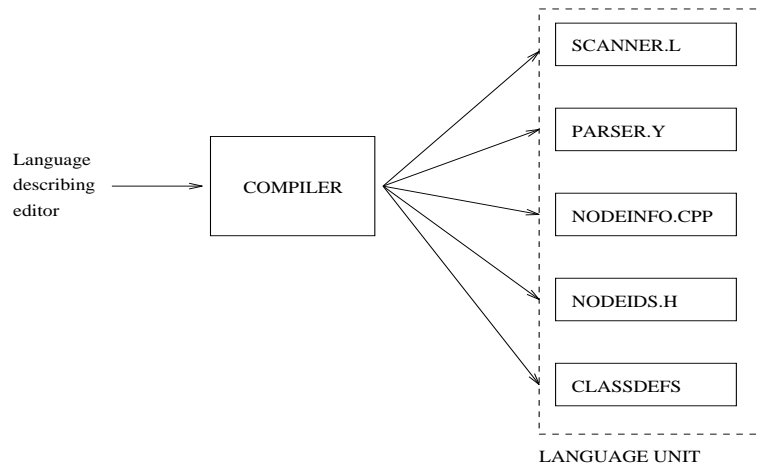 Language
describing
editor
COMPILER
SCANNER.L
PARSER.Y
NODEINFO.CPP
NODEIDS.H
CLASSDEFS
LANGUAGE UNIT